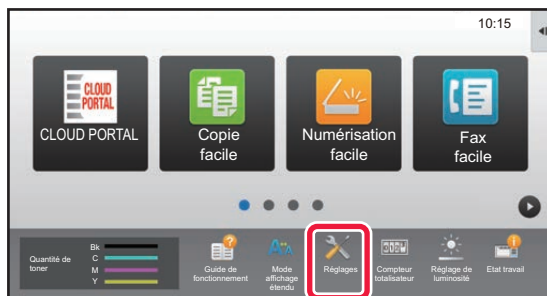 10:15
CLOUD
PORTAL
CLOUD PORTAL
Copie
facile
Numérisation
facile
Fax
facile
Quantité de
toner
Bk
C
M
Y
Guide de
fonctionnement
Mode
affichage
étendu
Réglages
Compteur
totalisateur
Réglage de
luminosité
Etat travail